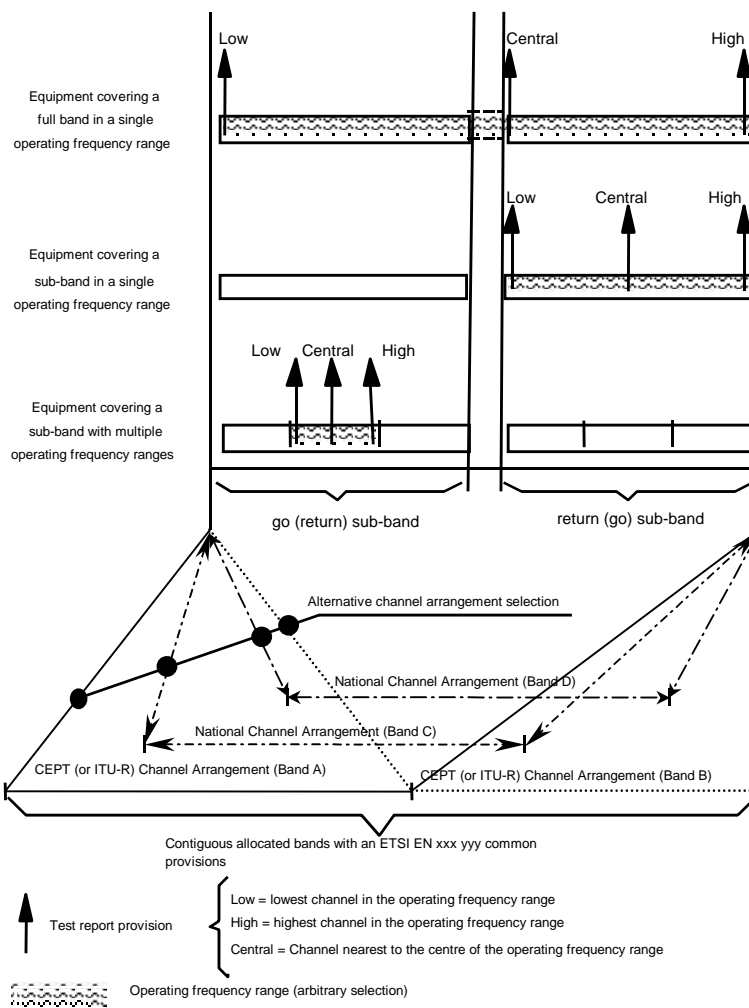 Low
Central
High
Equipment covering a
full band in a single
operating frequency range
Low
Central
High
Equipment covering a
sub-band in a single
operating frequency range
Low
Central
High
Equipment covering a
sub-band with multiple
operating frequency ranges
go (return) sub-band
return (go) sub-band
Alternative channel arrangement selection
National Channel Arrangement (Band D)
National Channel Arrangement (Band C)
CEPT (or ITU-R) Channel Arrangement (Band A)
CEPT (or ITU-R) Channel Arrangement (Band B)
Contiguous allocated bands with an ETSI EN xxx yyy common
provisions
Test report provision
Low = lowest channel in the operating frequency range
High = highest channel in the operating frequency range
Central = Channel nearest to the centre of the operating frequency range
Operating frequency range (arbitrary selection)